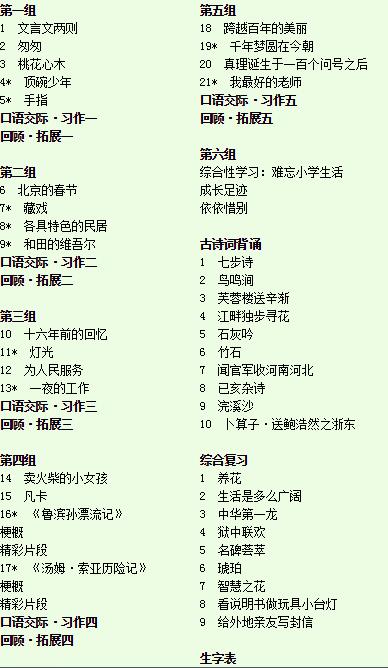 第一组
1 文言文两则
2 匆匆
3 桃花心木
4* 顶碗少年
5* 手指
口语交际·习作一
回顾·拓展一
第二组
6 北京的春节
7* 藏戏
8* 各具特色的民居
9* 和田的维吾尔
口语交际·习作二
回顾·拓展二
第三组
10 十六年前的回忆
11* 灯光
12 为人民服务
13* 一夜的工作
口语交际·习作三
回顾·拓展三
第四组
14 卖火柴的小女孩
15 凡卡
16* 《鲁滨孙漂流记》
梗概
精彩片段
17* 《汤姆·索亚历险记》
梗概
精彩片段
口语交际·习作四
回顾·拓展四
第五组
18 跨越百年的美丽
19* 千年梦圆在今朝
20 真理诞生于一百个问号之后
21* 我最好的老师
口语交际·习作五
回顾·拓展五
第六组
综合性学习：难忘小学生活
成长足迹
依依惜别
古诗词背诵
1 七步诗
2 鸟鸣涧
3 芙蓉楼送辛渐
4 江畔独步寻花
5 石灰吟
6 竹石
7 闻官军收河南河北
8 已亥杂诗
9 浣溪沙
10 卜算子·送鲍浩然之浙东
综合复习
1 养花
2 生活是多么广阔
3 中华第一龙
4 狱中联欢
5 名碑荟萃
6 琥珀
7 智慧之花
8 看说明书做玩具小台灯
9 给外地亲友写封信
生字表